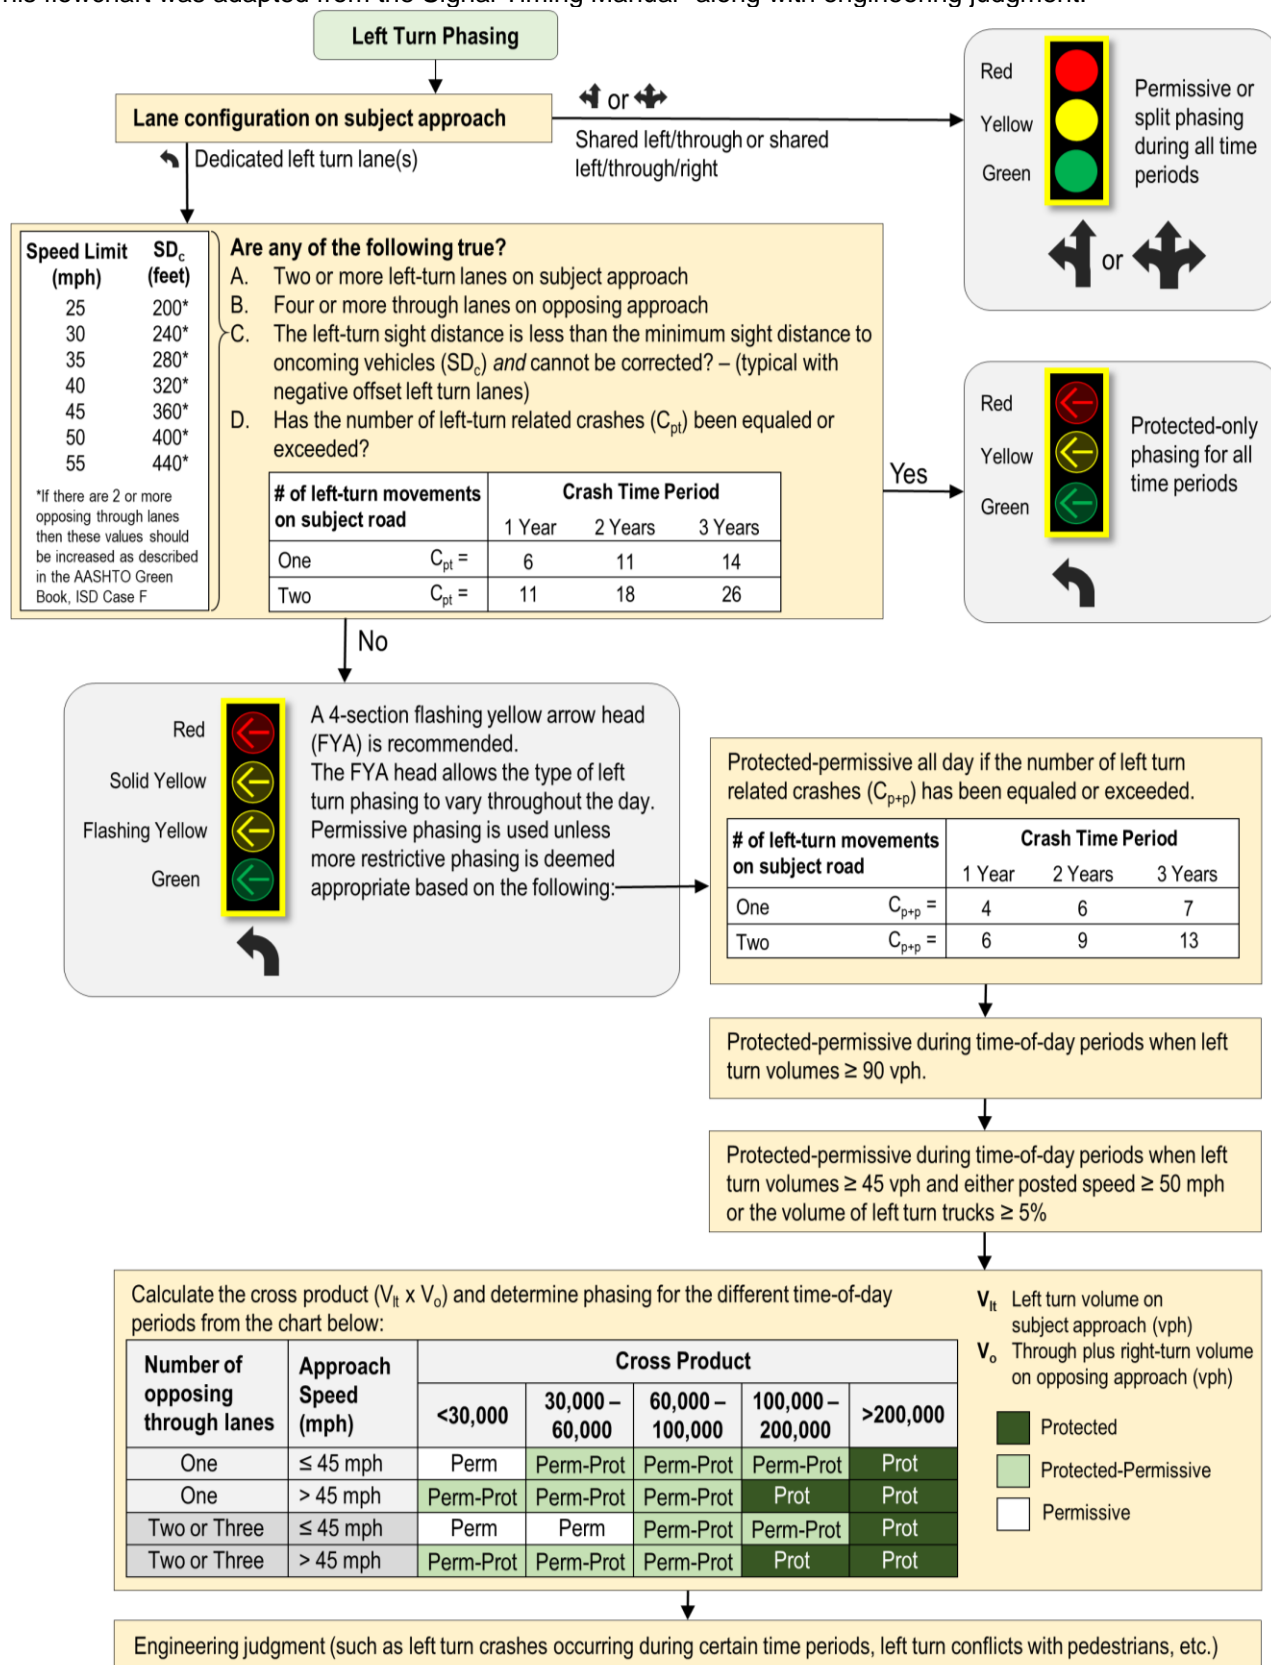 his flowchart was adapted from the Signal Timing Manual along with engineering judgment.
Left Turn Phasing
Lane configuration on subject approach
or
Shared left/through or shared
left/through/right
Dedicated left turn lane(s)
Red
Yellow
Green
Permissive or
split phasing
during all time
periods
or
Speed Limit SDc
(mph) (feet)
25 200*
30 240*
35 280*
40 320*
45 360*
50 400*
55 440*
*If there are 2 or more
opposing through lanes
then these values should
be increased as described
in the AASHTO Green
Book, ISD Case F
Are any of the following true?
A. Two or more left-turn lanes on subject approach
B. Four or more through lanes on opposing approach
C. The left-turn sight distance is less than the minimum sight distance to
oncoming vehicles (SDc) and cannot be corrected? – (typical with
negative offset left turn lanes)
D. Has the number of left-turn related crashes (Cpt) been equaled or
exceeded?
# of left-turn movements Crash Time Period
on subject road 1 Year 2 Years 3 Years
One Cpt = 6 11 14
Two Cpt = 11 18 26
Yes
Red
Yellow
Green
Protected-only
phasing for all
time periods
No
Red
Solid Yellow
Flashing Yellow
Green
A 4-section flashing yellow arrow head
(FYA) is recommended.
The FYA head allows the type of left
turn phasing to vary throughout the day.
Permissive phasing is used unless
more restrictive phasing is deemed
appropriate based on the following:
Protected-permissive all day if the number of left turn
related crashes (Cp+p) has been equaled or exceeded.
# of left-turn movements Crash Time Period
on subject road 1 Year 2 Years 3 Years
One Cp+p = 4 6 7
Two Cp+p = 6 9 13
Protected-permissive during time-of-day periods when left
turn volumes ≥ 90 vph.
Protected-permissive during time-of-day periods when left
turn volumes ≥ 45 vph and either posted speed ≥ 50 mph
or the volume of left turn trucks ≥ 5%
Calculate the cross product (Vlt x Vo) and determine phasing for the different time-of-day
periods from the chart below:
Vlt Left turn volume on
subject approach (vph)
Vo Through plus right-turn volume
on opposing approach (vph)
Protected
Protected-Permissive
Permissive
Number of
opposing
through lanes
Approach
Speed
(mph)
Cross Product
<30,000 30,000 – 60,000 60,000 – 100,000 100,000 – 200,000 >200,000
One ≤ 45 mph Perm Perm-Prot Perm-Prot Perm-Prot Prot
One > 45 mph Perm-Prot Perm-Prot Perm-Prot Prot Prot
Two or Three ≤ 45 mph Perm Perm Perm-Prot Perm-Prot Prot
Two or Three > 45 mph Perm-Prot Perm-Prot Perm-Prot Prot Prot
Engineering judgment (such as left turn crashes occurring during certain time periods, left turn conflicts with pedestrians, etc.)